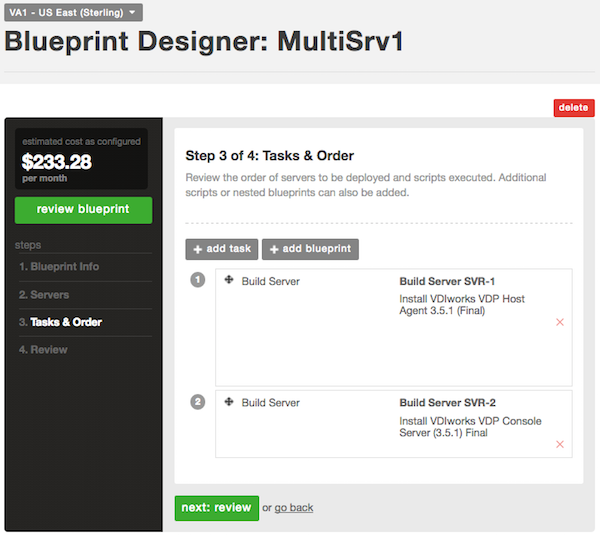 VA1 - US East (Sterling)
Blueprint Designer: MultiSrv1
delete
estimated cost as configured
$233.28
per month
review blueprint
steps
1. Blueprint Info
2. Servers
3. Tasks & Order
4. Review
Step 3 of 4: Tasks & Order
Review the order of servers to be deployed and scripts executed. Additional
scripts or nested blueprints can also be added.
+ add task
+ add blueprint
1
Build Server
Build Server SVR-1
Install VDIworks VDP Host
Agent 3.5.1 (Final)
2
Build Server
Build Server SVR-2
Install VDIworks VDP Console
Server (3.5.1) Final
next: review or go back